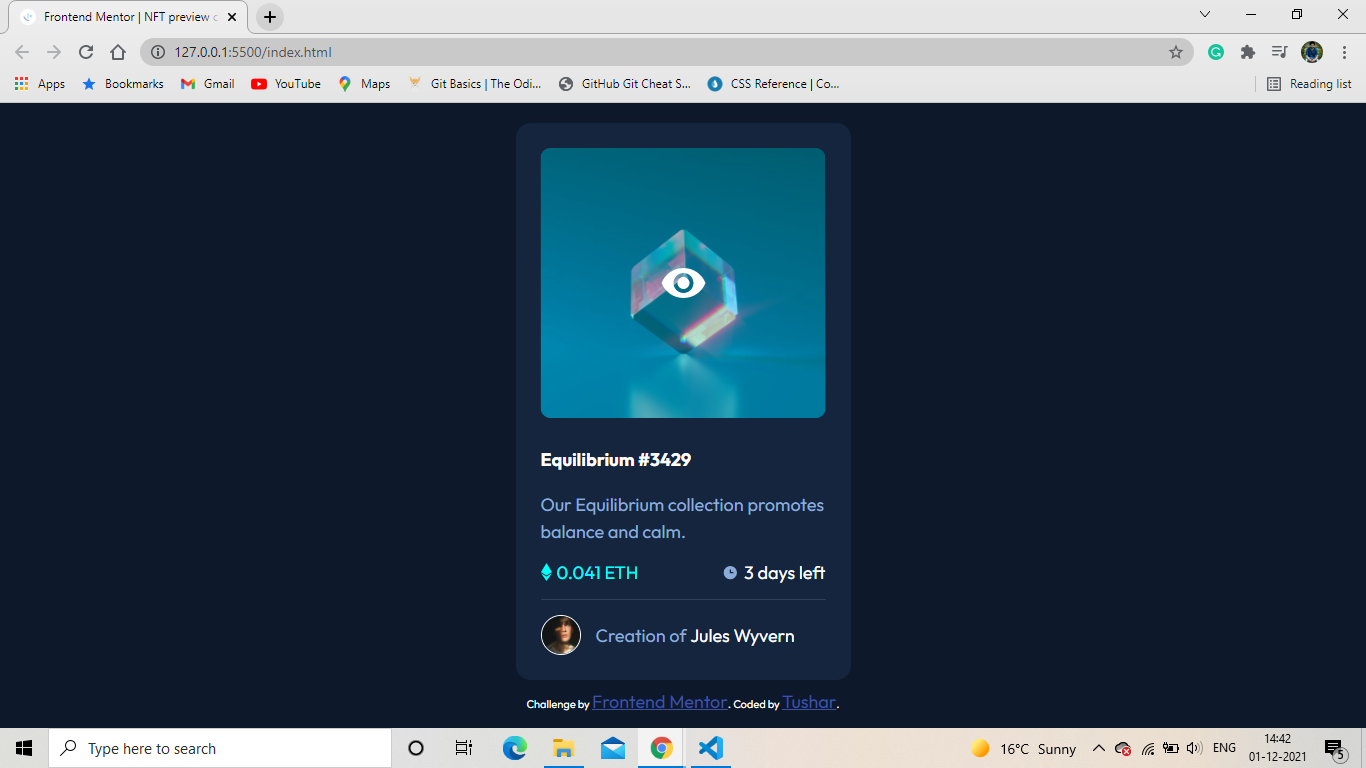 Frontend Mentor | NFT preview c
127.0.0.1:5500/index.html
Apps Bookmarks Gmail YouTube Maps Git Basics | The Odi... GitHub Git Cheat S... CSS Reference | Co... Reading list
Equilibrium #3429
Our Equilibrium collection promotes
balance and calm.
0.041 ETH 3 days left
Creation of Jules Wyvern
Challenge by Frontend Mentor. Coded by Tushar.
Type here to search
16°C Sunny
ENG
14:42
01-12-2021
5